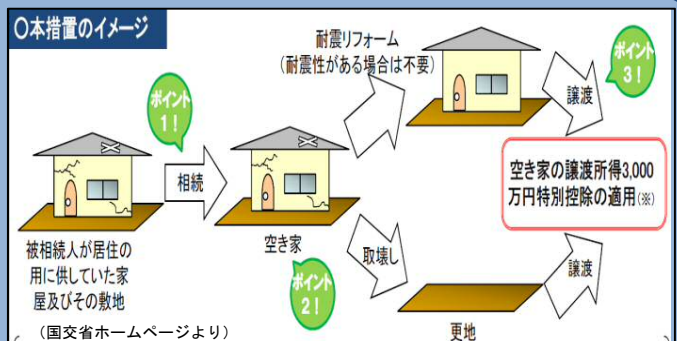 〇本措置のイメージ
耐震リフォーム
（耐震性がある場合は不要）
ポイント
3！
ポイント
1！
譲渡
相続
空き家の譲渡所得3,000
万円特別控除の適用(※)
空き家
被相続人が居住の
用に供していた家
屋及びその敷地
取壊し
譲渡
ポイント
2！
（国交省ホームページより）
更地